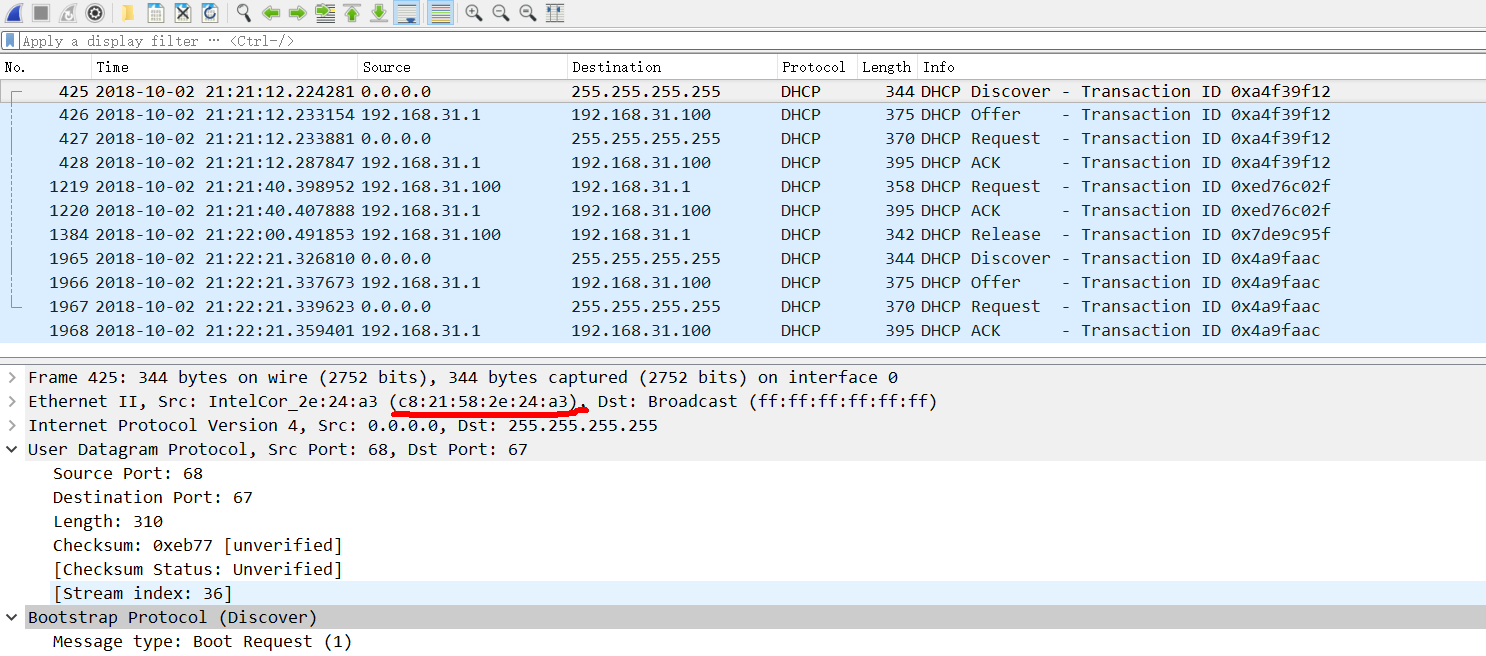 Apply a display filter ⋯ <Ctrl-/>
No. Time Source Destination Protocol Length Info
425 2018-10-02 21:21:12.224281 0.0.0.0 255.255.255.255 DHCP 344 DHCP Discover - Transaction ID 0xa4f39f12
426 2018-10-02 21:21:12.233154 192.168.31.1 192.168.31.100 DHCP 375 DHCP Offer - Transaction ID 0xa4f39f12
427 2018-10-02 21:21:12.233881 0.0.0.0 255.255.255.255 DHCP 370 DHCP Request - Transaction ID 0xa4f39f12
428 2018-10-02 21:21:12.287847 192.168.31.1 192.168.31.100 DHCP 395 DHCP ACK - Transaction ID 0xa4f39f12
1219 2018-10-02 21:21:40.398952 192.168.31.100 192.168.31.1 DHCP 358 DHCP Request - Transaction ID 0xed76c02f
1220 2018-10-02 21:21:40.407888 192.168.31.1 192.168.31.100 DHCP 395 DHCP ACK - Transaction ID 0xed76c02f
1384 2018-10-02 21:22:00.491853 192.168.31.100 192.168.31.1 DHCP 342 DHCP Release - Transaction ID 0x7de9c95f
1965 2018-10-02 21:22:21.326810 0.0.0.0 255.255.255.255 DHCP 344 DHCP Discover - Transaction ID 0x4a9faac
1966 2018-10-02 21:22:21.337673 192.168.31.1 192.168.31.100 DHCP 375 DHCP Offer - Transaction ID 0x4a9faac
1967 2018-10-02 21:22:21.339623 0.0.0.0 255.255.255.255 DHCP 370 DHCP Request - Transaction ID 0x4a9faac
1968 2018-10-02 21:22:21.359401 192.168.31.1 192.168.31.100 DHCP 395 DHCP ACK - Transaction ID 0x4a9faac
Frame 425: 344 bytes on wire (2752 bits), 344 bytes captured (2752 bits) on interface 0
Ethernet II, Src: IntelCor_2e:24:a3 (c8:21:58:2e:24:a3), Dst: Broadcast (ff:ff:ff:ff:ff:ff)
Internet Protocol Version 4, Src: 0.0.0.0, Dst: 255.255.255.255
User Datagram Protocol, Src Port: 68, Dst Port: 67
Source Port: 68
Destination Port: 67
Length: 310
Checksum: 0xeb77 [unverified]
[Checksum Status: Unverified]
[Stream index: 36]
Bootstrap Protocol (Discover)
Message type: Boot Request (1)